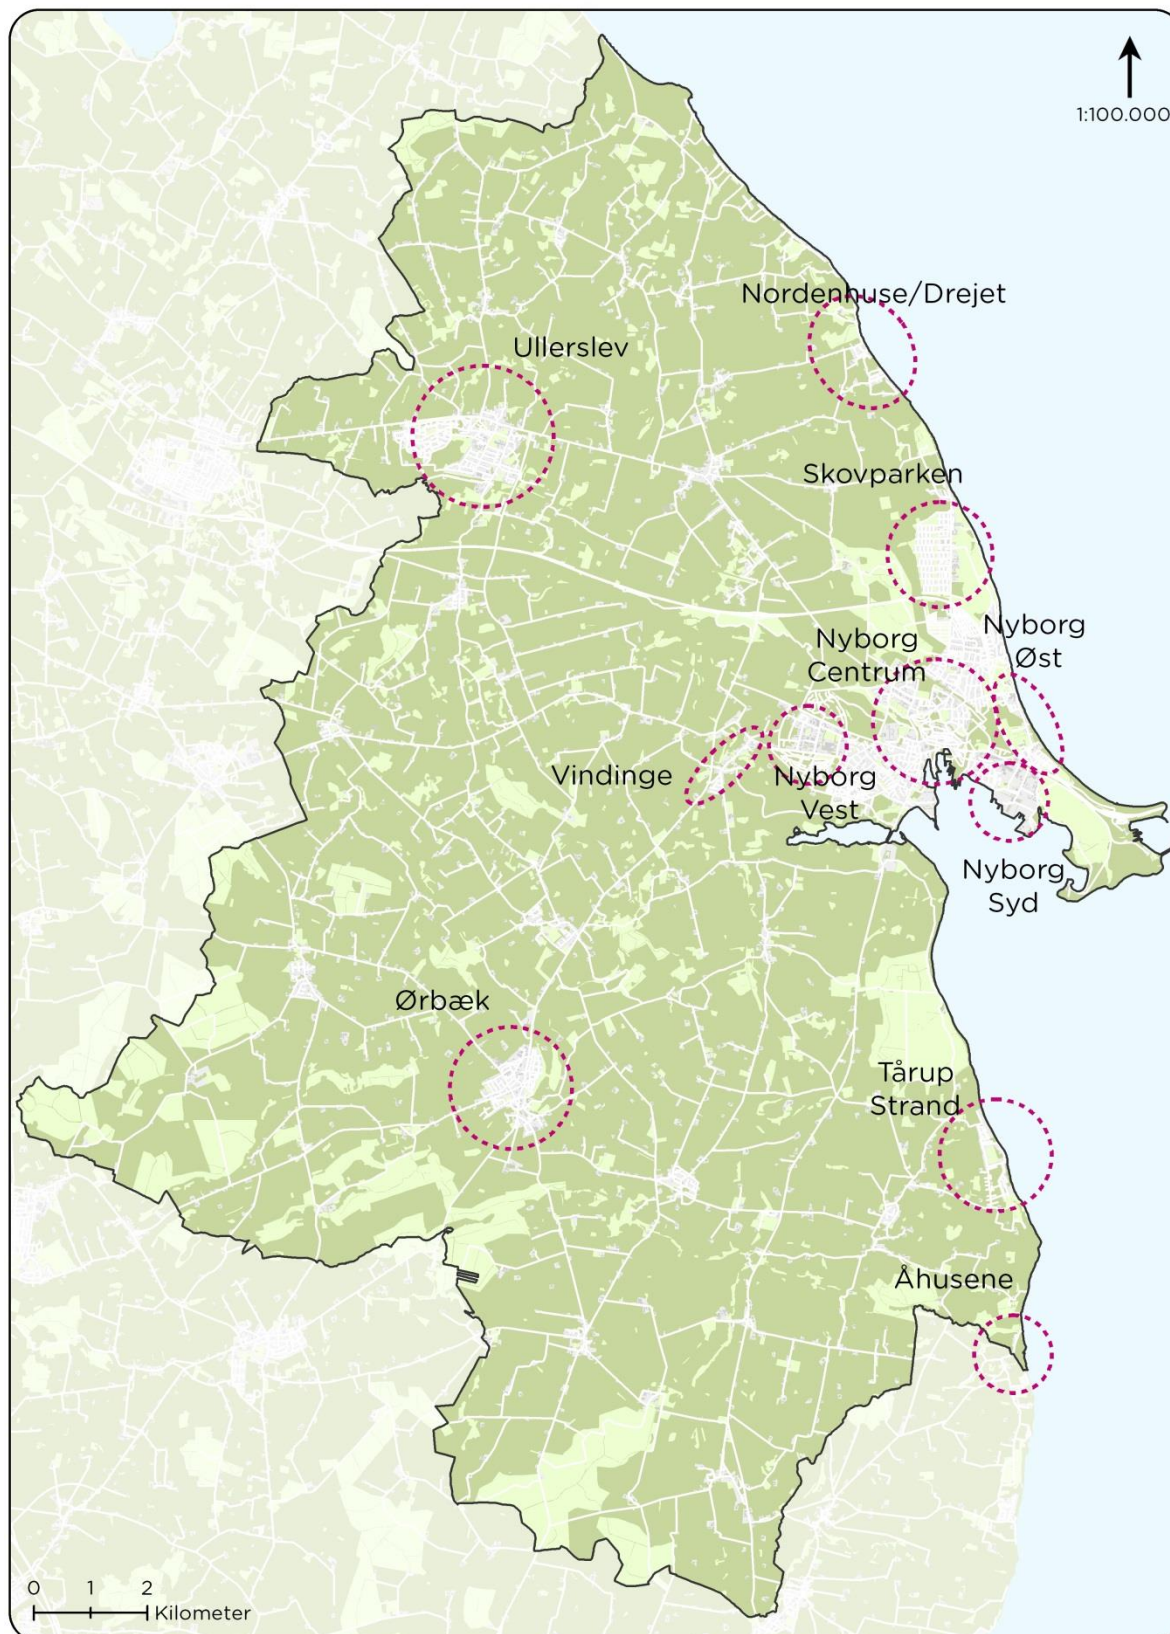 1:100.000
Nordenhuse/Drejet
Ullerslev
Skovparken
Nyborg
Øst
Nyborg
Centrum
Vindinge
Nyborg
Vest
Nyborg
Syd
Ørbæk
Tårup
Strand
Åhusene
0 1 2
Kilometer